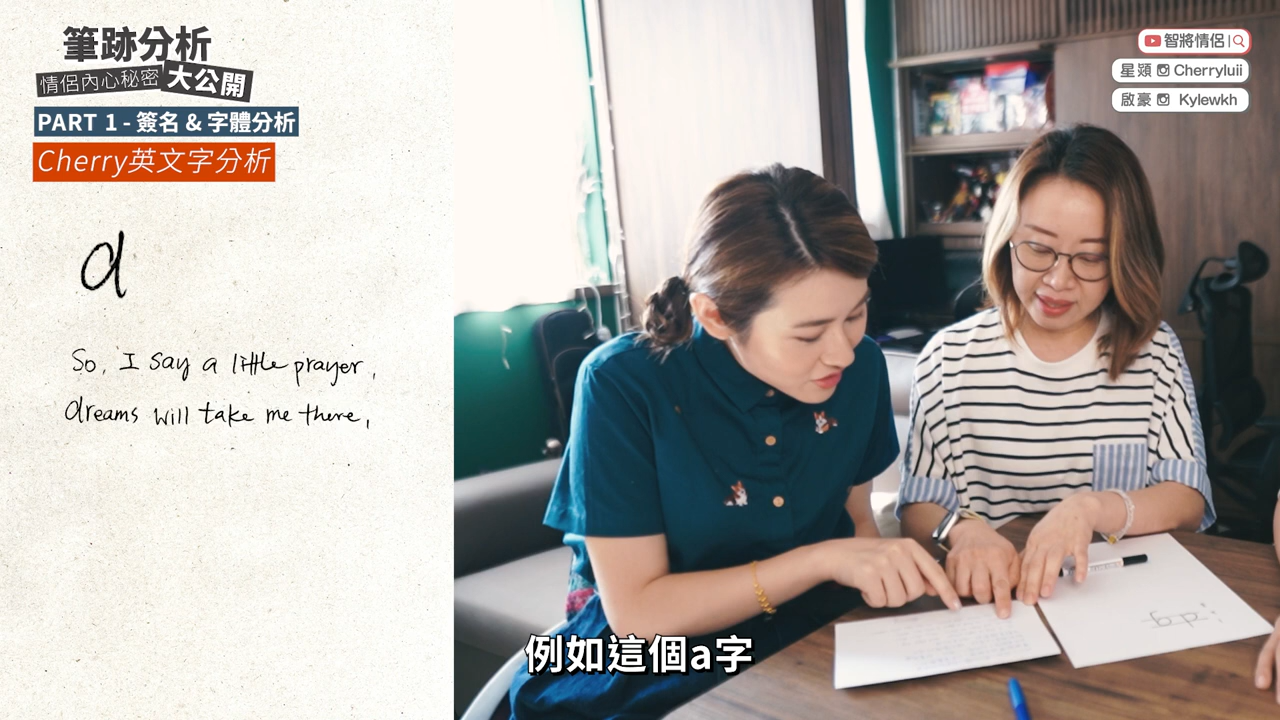 筆跡分析
情侶內心秘密大公開
PART 1 - 簽名 & 字體分析
Cherry英文字分析
a
So, I say a little prayer,
dreams will take me there,
智將情侶
星熲 Cherryluii
啟豪 Kylewkh
例如這個a字